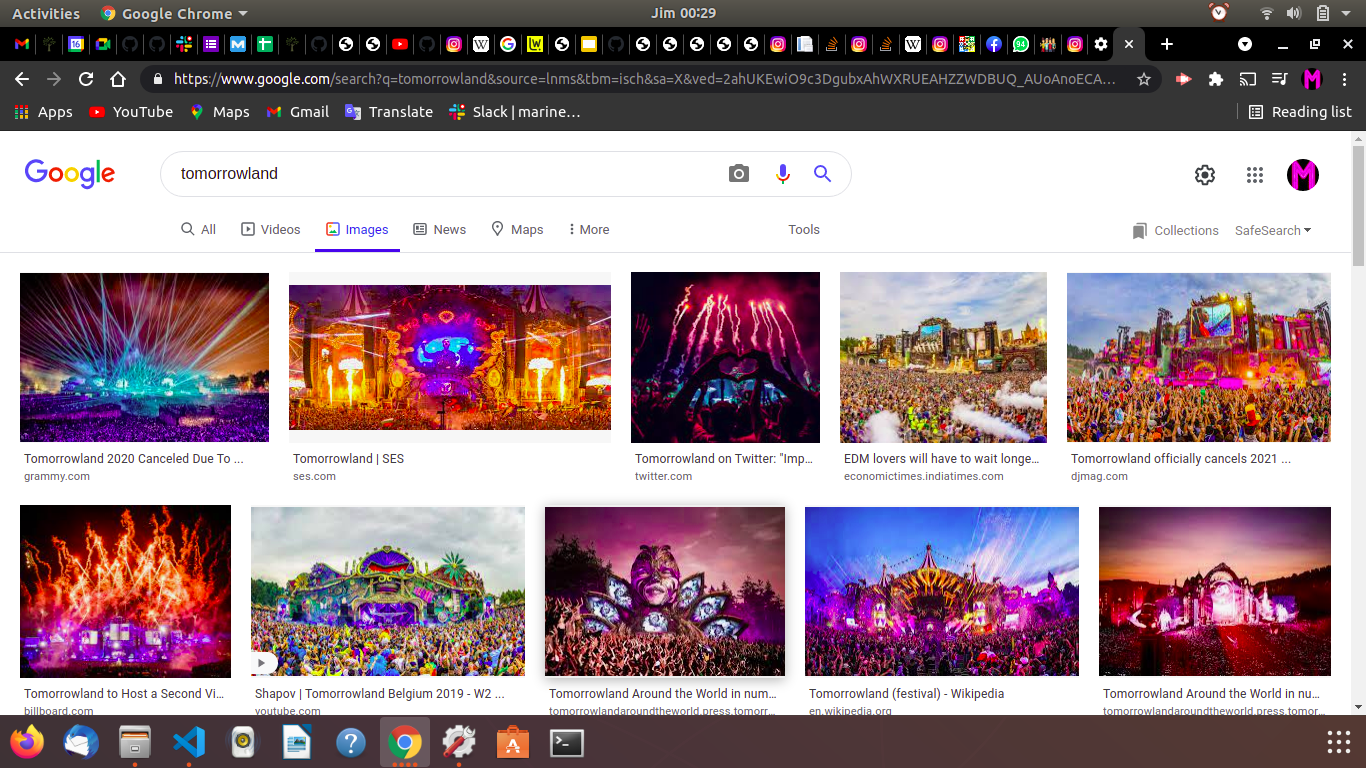 Activities
Google Chrome
Jim 00:29
https://www.google.com/search?q=tomorrowland&source=lnms&tbm=isch&sa=X&ved=2ahUKEwiO9c3DgubxAhWXRUEAHZZWDBUQ_AUoAnoECA…
Apps
YouTube
Maps
Gmail
Translate
Slack | marine…
Reading list
Google
tomorrowland
All
Videos
Images
News
Maps
More
Tools
Collections
SafeSearch
Tomorrowland 2020 Canceled Due To ...
grammy.com
Tomorrowland | SES
ses.com
Tomorrowland on Twitter: "Imp…
twitter.com
EDM lovers will have to wait longe…
economictimes.indiatimes.com
Tomorrowland officially cancels 2021 ...
djmag.com
Tomorrowland to Host a Second Vi…
billboard.com
Shapov | Tomorrowland Belgium 2019 - W2 ...
youtube.com
Tomorrowland Around the World in num…
tomorrowlandaroundtheworld.press.tomorr…
Tomorrowland (festival) - Wikipedia
en.wikipedia.org
Tomorrowland Around the World in nu…
tomorrowlandaroundtheworld.press.tomor…